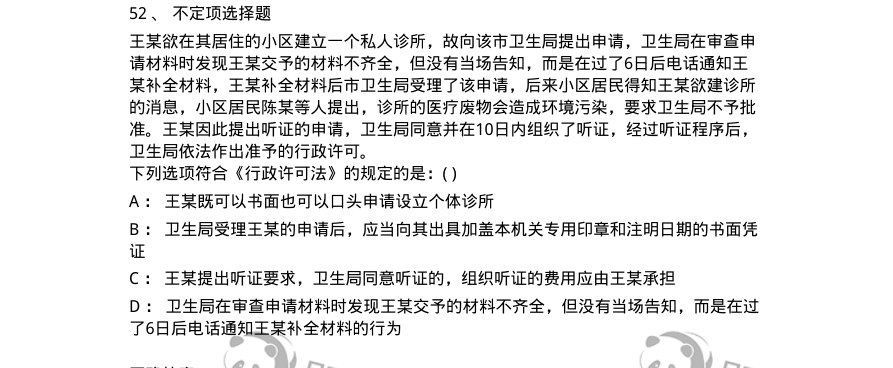 52 、 不定项选择题
王某欲在其居住的小区建立一个私人诊所，故向该市卫生局提出申请，卫生局在审查申
请材料时发现王某交予的材料不齐全，但没有当场告知，而是在过了6日后电话通知王
某补全材料，王某补全材料后市卫生局受理了该申请，后来小区居民得知王某欲建诊所
的消息，小区居民陈某等人提出，诊所的医疗废物会造成环境污染，要求卫生局不予批
准。王某因此提出听证的申请，卫生局同意并在10日内组织了听证，经过听证程序后，
卫生局依法作出准予的行政许可。
下列选项符合《行政许可法》的规定的是：( )
A ： 王某既可以书面也可以口头申请设立个体诊所
B ： 卫生局受理王某的申请后，应当向其出具加盖本机关专用印章和注明日期的书面凭
证
C ： 王某提出听证要求，卫生局同意听证的，组织听证的费用应由王某承担
D ： 卫生局在审查申请材料时发现王某交予的材料不齐全，但没有当场告知，而是在过
了6日后电话通知王某补全材料的行为